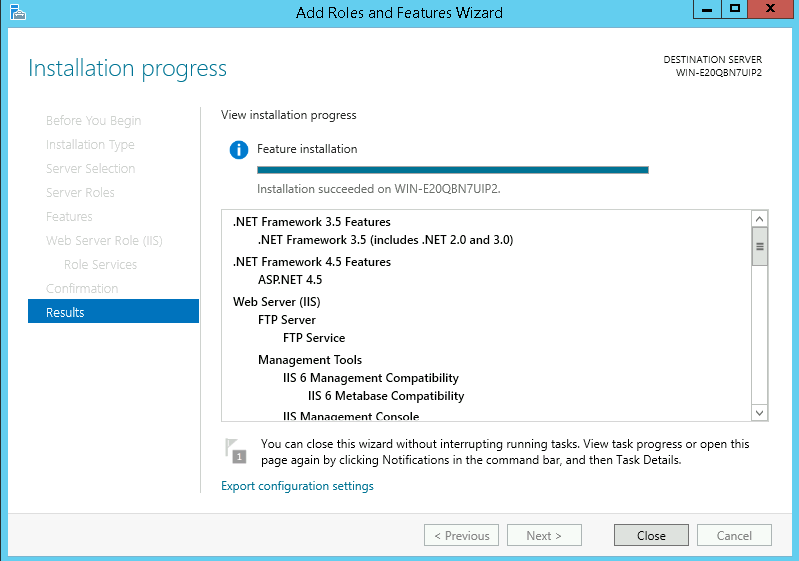 Add Roles and Features Wizard
Installation progress
DESTINATION SERVER
WIN-E20QBN7UIP2
Before You Begin
Installation Type
Server Selection
Server Roles
Features
Web Server Role (IIS)
Role Services
Confirmation
Results
View installation progress
Feature installation
Installation succeeded on WIN-E20QBN7UIP2.
.NET Framework 3.5 Features
.NET Framework 3.5 (includes .NET 2.0 and 3.0)
.NET Framework 4.5 Features
ASP.NET 4.5
Web Server (IIS)
FTP Server
FTP Service
Management Tools
IIS 6 Management Compatibility
IIS 6 Metabase Compatibility
IIS Management Console
1
You can close this wizard without interrupting running tasks. View task progress or open this
page again by clicking Notifications in the command bar, and then Task Details.
Export configuration settings
< Previous
Next >
Close
Cancel